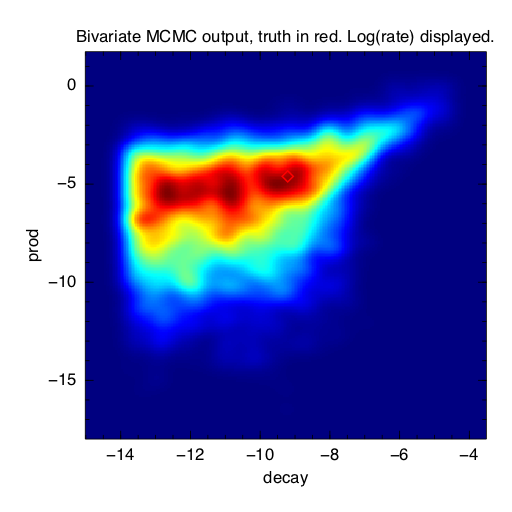 Bivariate MCMC output, truth in red. Log(rate) displayed.
0
−5
prod
−10
−15
−14 −12 −10 −8 −6 −4
decay